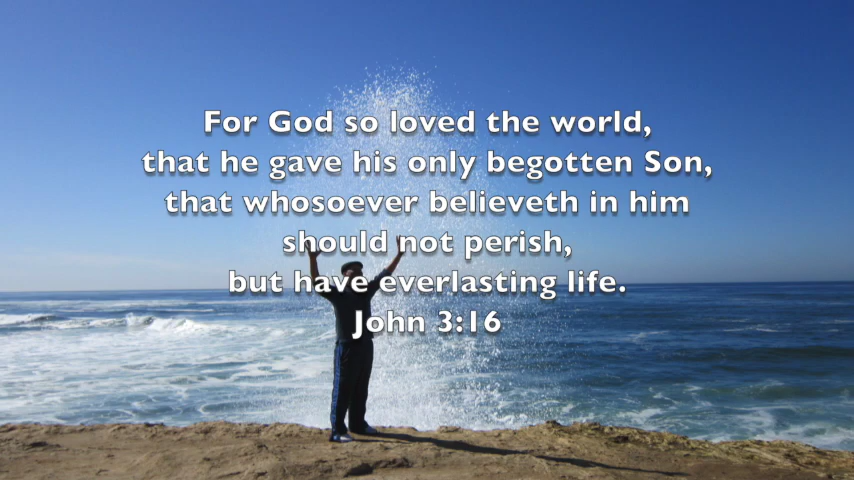 For God so loved the world,
that he gave his only begotten Son,
that whosoever believeth in him
should not perish,
but have everlasting life.
John 3:16